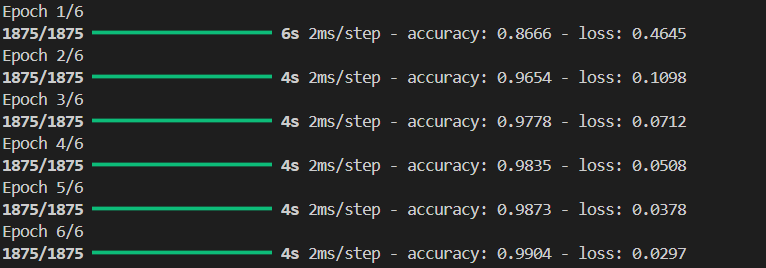 Epoch 1/6
1875/1875 ━━━━━━━━━━━━━━━━━━━━ 6s 2ms/step - accuracy: 0.8666 - loss: 0.4645
Epoch 2/6
1875/1875 ━━━━━━━━━━━━━━━━━━━━ 4s 2ms/step - accuracy: 0.9654 - loss: 0.1098
Epoch 3/6
1875/1875 ━━━━━━━━━━━━━━━━━━━━ 4s 2ms/step - accuracy: 0.9778 - loss: 0.0712
Epoch 4/6
1875/1875 ━━━━━━━━━━━━━━━━━━━━ 4s 2ms/step - accuracy: 0.9835 - loss: 0.0508
Epoch 5/6
1875/1875 ━━━━━━━━━━━━━━━━━━━━ 4s 2ms/step - accuracy: 0.9873 - loss: 0.0378
Epoch 6/6
1875/1875 ━━━━━━━━━━━━━━━━━━━━ 4s 2ms/step - accuracy: 0.9904 - loss: 0.0297